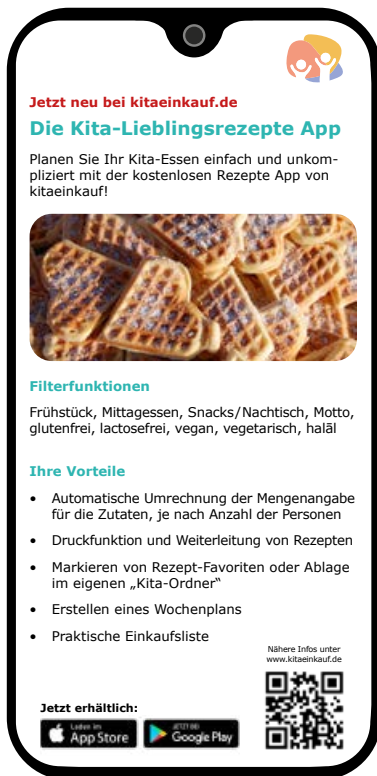 Jetzt neu bei kitaeinkauf.de
Die Kita-Lieblingsrezepte App
Planen Sie Ihr Kita-Essen einfach und unkom-
pliziert mit der kostenlosen Rezepte App von
kitaeinkauf!
Filterfunktionen
Frühstück, Mittagessen, Snacks/Nachtisch, Motto,
glutenfrei, lactosefrei, vegan, vegetarisch, halāl
Ihre Vorteile
• Automatische Umrechnung der Mengenangabe
für die Zutaten, je nach Anzahl der Personen
• Druckfunktion und Weiterleitung von Rezepten
• Markieren von Rezept-Favoriten oder Ablage
im eigenen „Kita-Ordner“
• Erstellen eines Wochenplans
• Praktische Einkaufsliste
Nähere Infos unter
www.kitaeinkauf.de
Jetzt erhältlich:
Laden im
App Store
JETZT BEI
Google Play